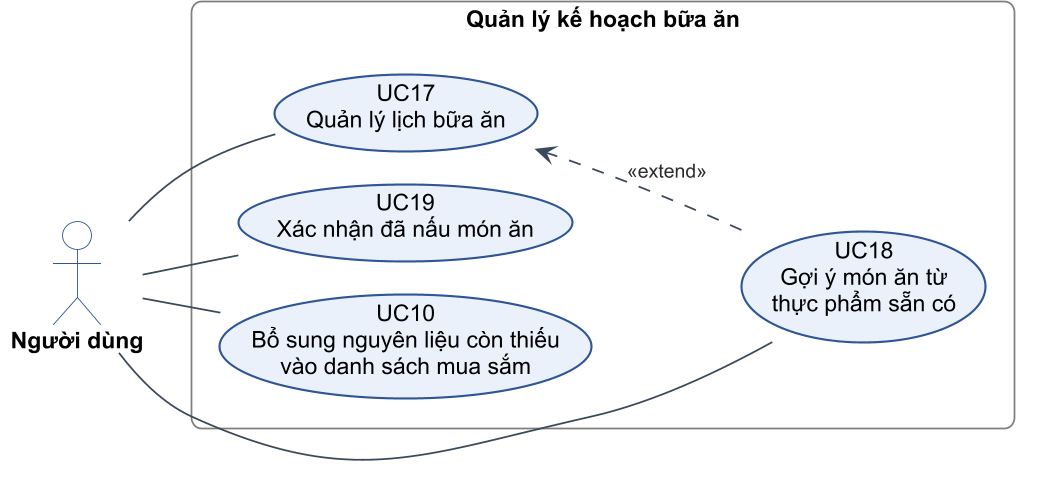 Quản lý kế hoạch bữa ăn
UC17
Quản lý lịch bữa ăn
«extend»
UC19
Xác nhận đã nấu món ăn
UC18
Gợi ý món ăn từ
thực phẩm sẵn có
UC10
Bổ sung nguyên liệu còn thiếu
vào danh sách mua sắm
Người dùng